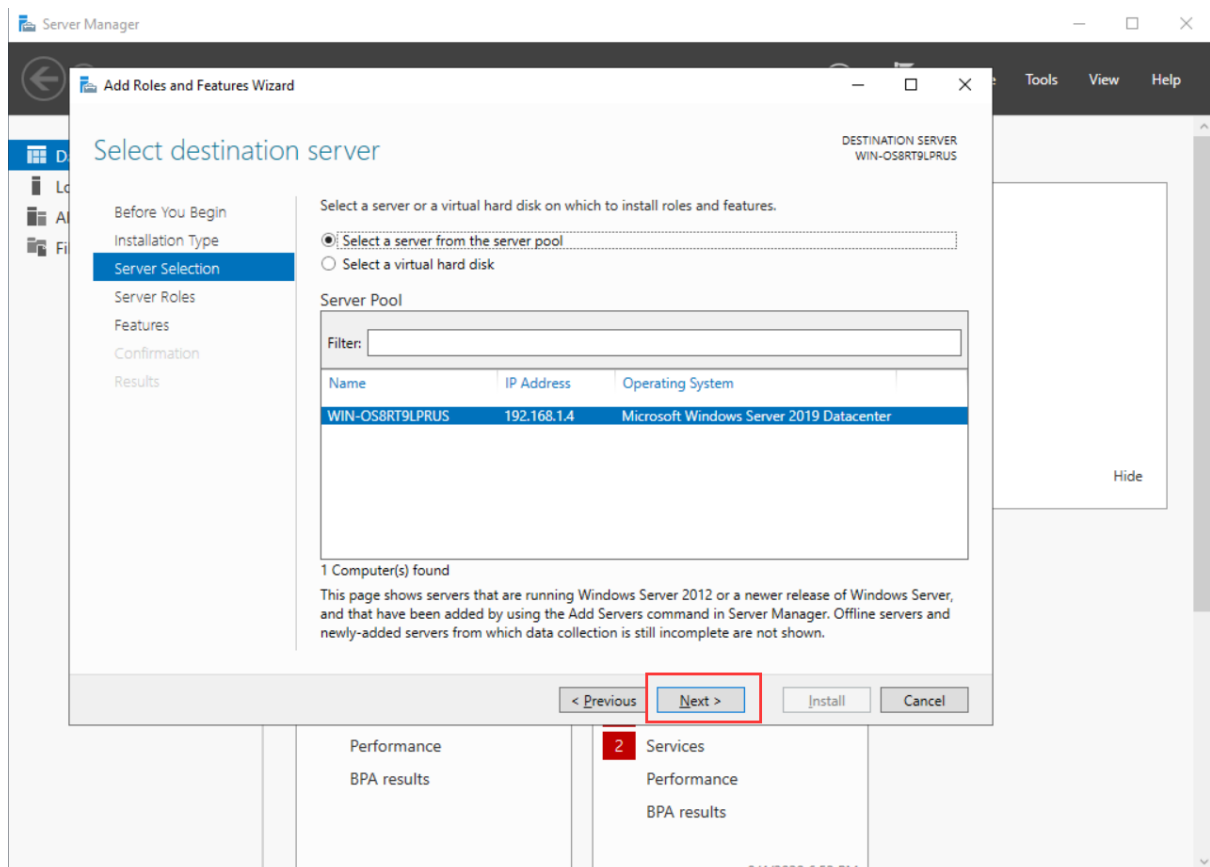 Server Manager
Tools View Help
Add Roles and Features Wizard
Select destination server
DESTINATION SERVER
WIN-OS8RT9LPRUS
Before You Begin
Installation Type
Server Selection
Server Roles
Features
Confirmation
Results
Select a server or a virtual hard disk on which to install roles and features.
Select a server from the server pool
Select a virtual hard disk
Server Pool
Filter:
Name IP Address Operating System
WIN-OS8RT9LPRUS 192.168.1.4 Microsoft Windows Server 2019 Datacenter
1 Computer(s) found
This page shows servers that are running Windows Server 2012 or a newer release of Windows Server,
and that have been added by using the Add Servers command in Server Manager. Offline servers and
newly-added servers from which data collection is still incomplete are not shown.
< Previous Next > Install Cancel
Hide
Performance
BPA results
2 Services
Performance
BPA results